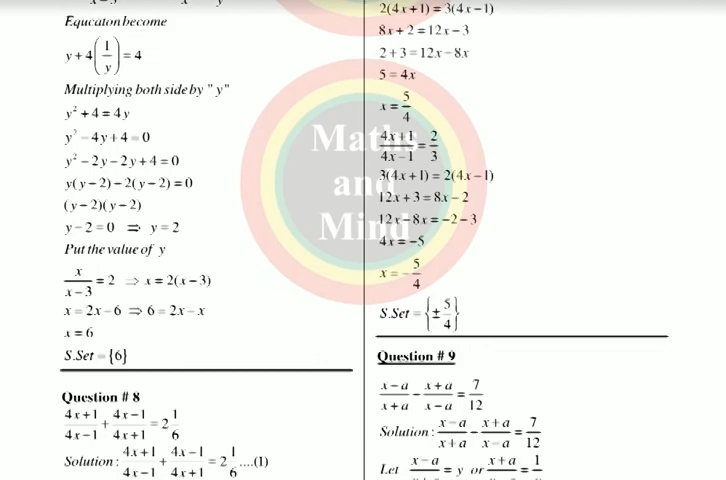 Equcaton become
y + 4(1/y) = 4
Multiplying both side by " y"
y² + 4 = 4y
y² − 4y + 4 = 0
y² − 2y − 2y + 4 = 0
y(y − 2) − 2(y − 2) = 0
(y − 2)(y − 2)
y − 2 = 0 ⇒ y = 2
Put the value of y
x/(x − 3) = 2 ⇒ x = 2(x − 3)
x = 2x − 6 ⇒ 6 = 2x − x
x = 6
S.Set = {6}
Question # 8
(4x + 1)/(4x − 1) + (4x − 1)/(4x + 1) = 2 1/6
Solution : (4x + 1)/(4x − 1) + (4x − 1)/(4x + 1) = 2 1/6 ....(1)
2(4x + 1) = 3(4x − 1)
8x + 2 = 12x − 3
2 + 3 = 12x − 8x
5 = 4x
x = 5/4
(4x + 1)/(4x − 1) = 2/3
3(4x + 1) = 2(4x − 1)
12x + 3 = 8x − 2
12x − 8x = −2 − 3
4x = −5
x = − 5/4
S.Set = {± 5/4}
Question # 9
(x − a)/(x + a) − (x + a)/(x − a) = 7/12
Solution : (x − a)/(x + a) − (x + a)/(x − a) = 7/12
Let (x − a) = y or (x + a) = 1
Maths
and
Mind